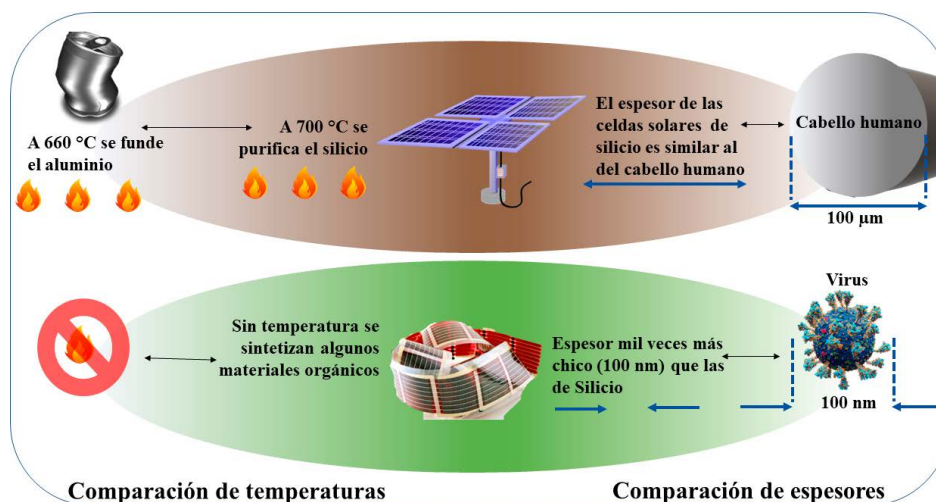 A 660 °C se funde
el aluminio
A 700 °C se
purifica el silicio
El espesor de las
celdas solares de
silicio es similar al
del cabello humano
Cabello humano
100 µm
Sin temperatura se
sintetizan algunos
materiales orgánicos
Espesor mil veces más
chico (100 nm) que las
de Silicio
Virus
100 nm
Comparación de temperaturas
Comparación de espesores